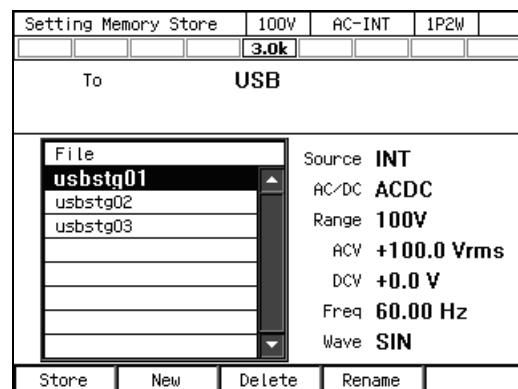 Setting Memory Store 100V AC-INT 1P2W
3.0k
To USB
File
usbstg01
usbstg02
usbstg03
Source INT
AC/DC ACDC
Range 100V
ACV +100.0 Vrms
DCV +0.0 V
Freq 60.00 Hz
Wave SIN
Store New Delete Rename